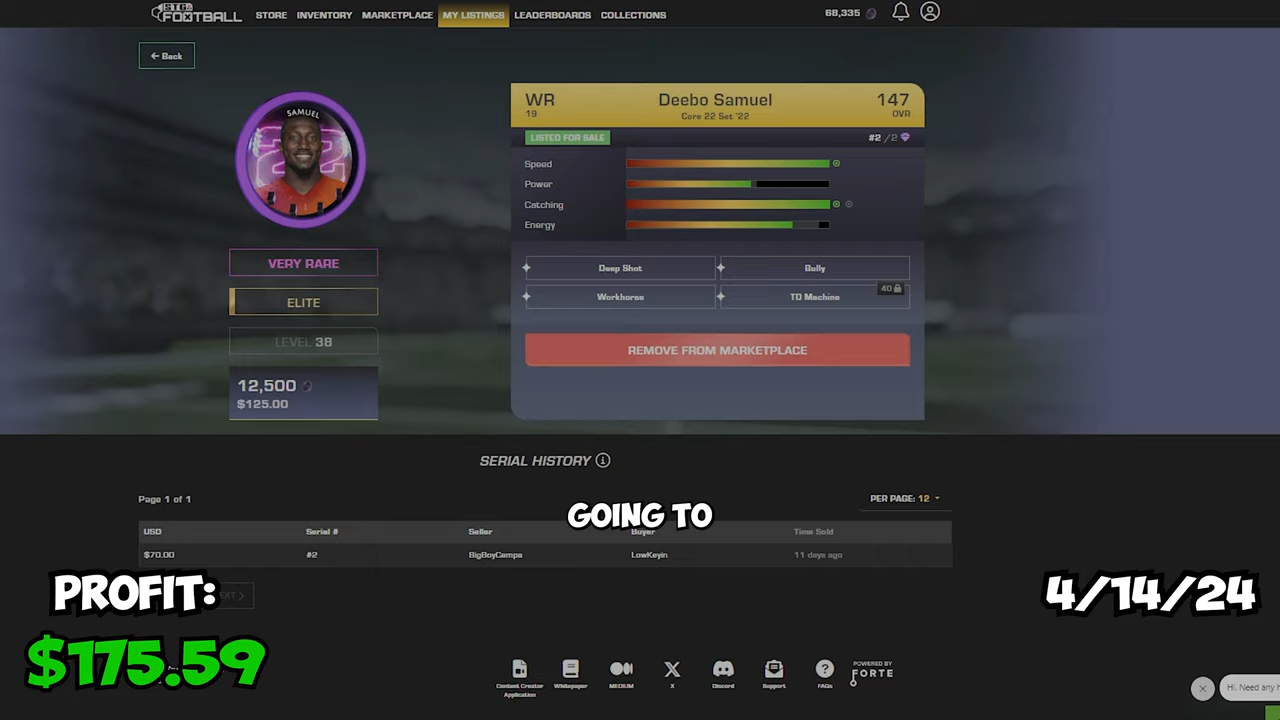 STG FOOTBALL STORE INVENTORY MARKETPLACE MY LISTINGS LEADERBOARDS COLLECTIONS 68,335
← Back
SAMUEL
22
VERY RARE
ELITE
LEVEL 38
12,500
$125.00
WR Deebo Samuel 147
19 Core 22 Set '22 OVR
LISTED FOR SALE #2 /2
Speed
Power
Catching
Energy
Deep Shot Bully
Workhorse TD Machine 40
REMOVE FROM MARKETPLACE
SERIAL HISTORY
Page 1 of 1 PER PAGE: 12
GOING TO
USD Serial # Seller Buyer Time Sold
$70.00 #2 BigBoyCampa LowKeyin 11 days ago
EXT >
PROFIT:
$175.59
4/14/24
Content Creator Application Whitepaper MEDIUM X Discord Support FAQs
POWERED BY FORTE
Hi. Need any h